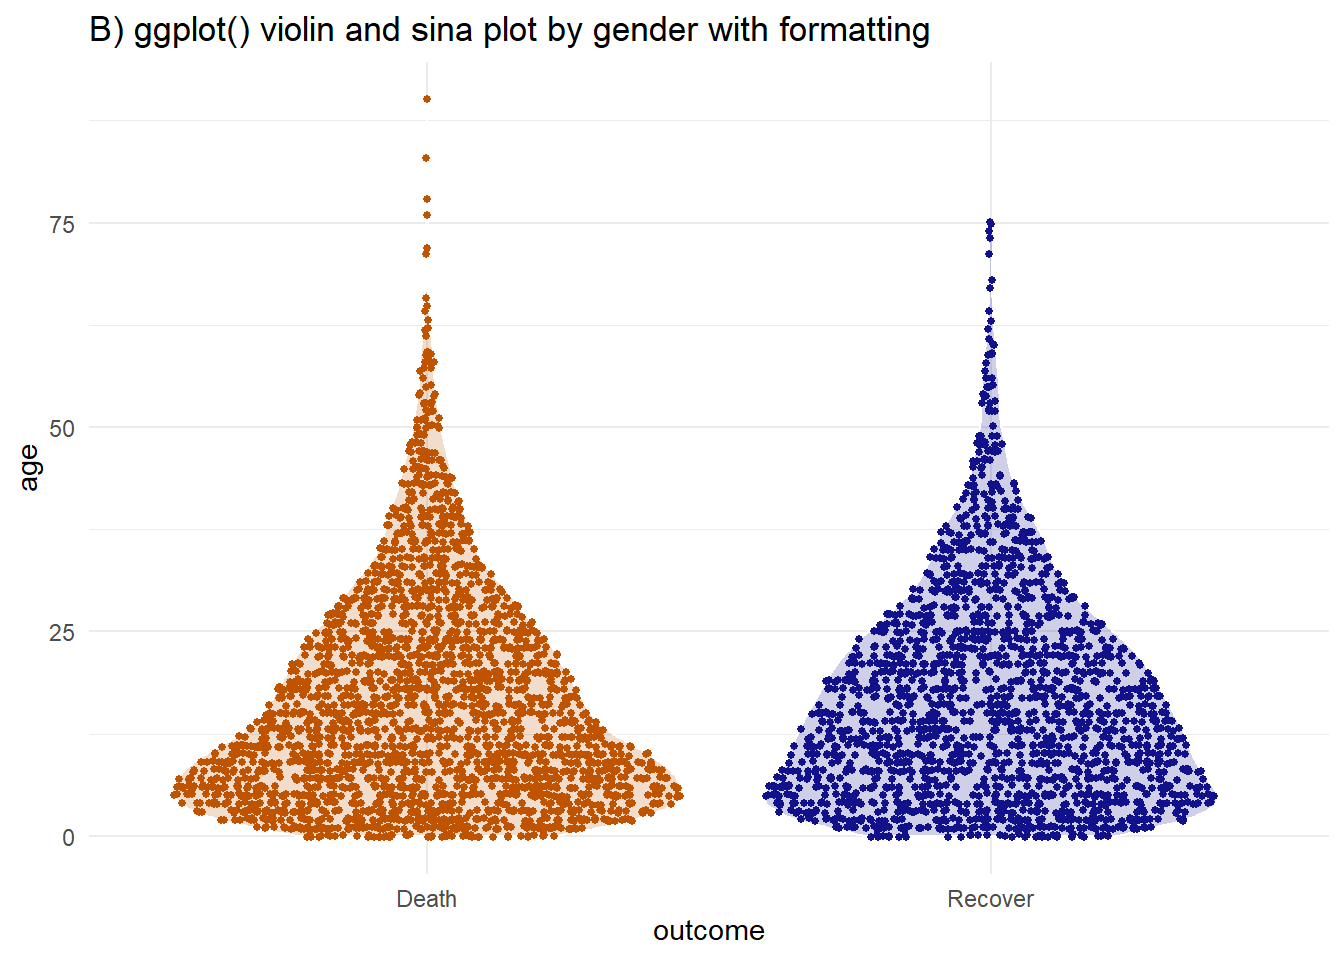 B) ggplot() violin and sina plot by gender with formatting
75
50
25
0
age
Death
Recover
outcome